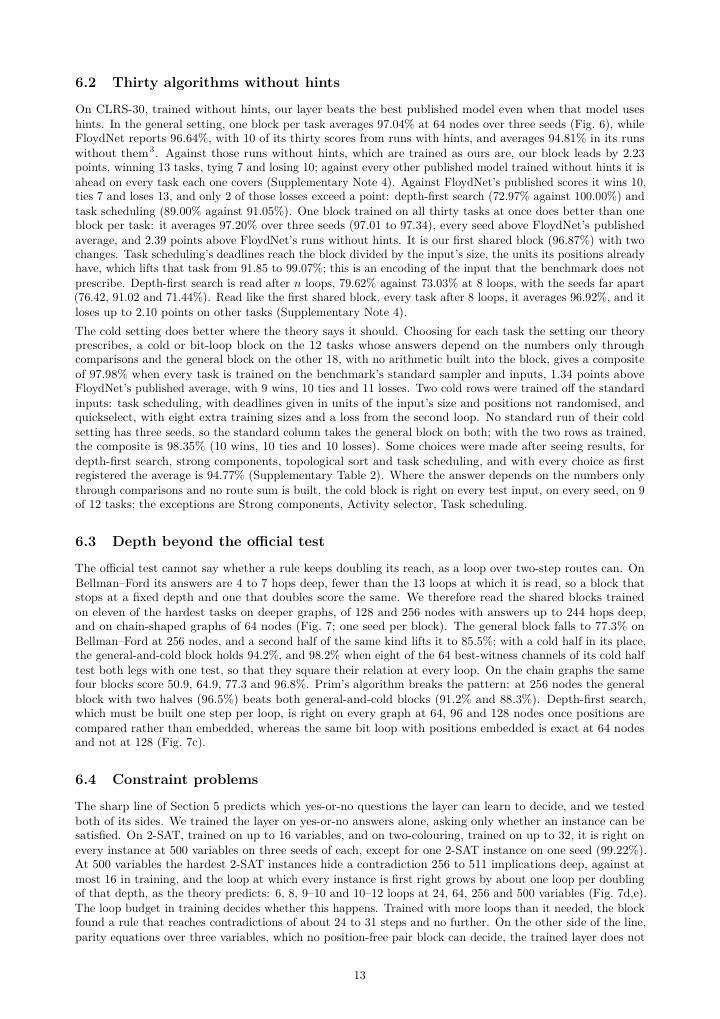 6.2 Thirty algorithms without hints
On CLRS-30, trained without hints, our layer beats the best published model even when that model uses
hints. In the general setting, one block per task averages 97.04% at 64 nodes over three seeds (Fig. 6), while
FloydNet reports 96.64%, with 10 of its thirty scores from runs with hints, and averages 94.81% in its runs
without them³. Against those runs without hints, which are trained as ours are, our block leads by 2.23
points, winning 13 tasks, tying 7 and losing 10; against every other published model trained without hints it is
ahead on every task each one covers (Supplementary Note 4). Against FloydNet's published scores it wins 10,
ties 7 and loses 13, and only 2 of those losses exceed a point: depth-first search (72.97% against 100.00%) and
task scheduling (89.00% against 91.05%). One block trained on all thirty tasks at once does better than one
block per task: it averages 97.20% over three seeds (97.01 to 97.34), every seed above FloydNet's published
average, and 2.39 points above FloydNet's runs without hints. It is our first shared block (96.87%) with two
changes. Task scheduling's deadlines reach the block divided by the input's size, the units its positions already
have, which lifts that task from 91.85 to 99.07%; this is an encoding of the input that the benchmark does not
prescribe. Depth-first search is read after n loops, 79.62% against 73.03% at 8 loops, with the seeds far apart
(76.42, 91.02 and 71.44%). Read like the first shared block, every task after 8 loops, it averages 96.92%, and it
loses up to 2.10 points on other tasks (Supplementary Note 4).
The cold setting does better where the theory says it should. Choosing for each task the setting our theory
prescribes, a cold or bit-loop block on the 12 tasks whose answers depend on the numbers only through
comparisons and the general block on the other 18, with no arithmetic built into the block, gives a composite
of 97.98% when every task is trained on the benchmark's standard sampler and inputs, 1.34 points above
FloydNet's published average, with 9 wins, 10 ties and 11 losses. Two cold rows were trained off the standard
inputs: task scheduling, with deadlines given in units of the input's size and positions not randomised, and
quickselect, with eight extra training sizes and a loss from the second loop. No standard run of their cold
setting has three seeds, so the standard column takes the general block on both; with the two rows as trained,
the composite is 98.35% (10 wins, 10 ties and 10 losses). Some choices were made after seeing results, for
depth-first search, strong components, topological sort and task scheduling, and with every choice as first
registered the average is 94.77% (Supplementary Table 2). Where the answer depends on the numbers only
through comparisons and no route sum is built, the cold block is right on every test input, on every seed, on 9
of 12 tasks; the exceptions are Strong components, Activity selector, Task scheduling.
6.3 Depth beyond the official test
The official test cannot say whether a rule keeps doubling its reach, as a loop over two-step routes can. On
Bellman–Ford its answers are 4 to 7 hops deep, fewer than the 13 loops at which it is read, so a block that
stops at a fixed depth and one that doubles score the same. We therefore read the shared blocks trained
on eleven of the hardest tasks on deeper graphs, of 128 and 256 nodes with answers up to 244 hops deep,
and on chain-shaped graphs of 64 nodes (Fig. 7; one seed per block). The general block falls to 77.3% on
Bellman–Ford at 256 nodes, and a second half of the same kind lifts it to 85.5%; with a cold half in its place,
the general-and-cold block holds 94.2%, and 98.2% when eight of the 64 best-witness channels of its cold half
test both legs with one test, so that they square their relation at every loop. On the chain graphs the same
four blocks score 50.9, 64.9, 77.3 and 96.8%. Prim's algorithm breaks the pattern: at 256 nodes the general
block with two halves (96.5%) beats both general-and-cold blocks (91.2% and 88.3%). Depth-first search,
which must be built one step per loop, is right on every graph at 64, 96 and 128 nodes once positions are
compared rather than embedded, whereas the same bit loop with positions embedded is exact at 64 nodes
and not at 128 (Fig. 7c).
6.4 Constraint problems
The sharp line of Section 5 predicts which yes-or-no questions the layer can learn to decide, and we tested
both of its sides. We trained the layer on yes-or-no answers alone, asking only whether an instance can be
satisfied. On 2-SAT, trained on up to 16 variables, and on two-colouring, trained on up to 32, it is right on
every instance at 500 variables on three seeds of each, except for one 2-SAT instance on one seed (99.22%).
At 500 variables the hardest 2-SAT instances hide a contradiction 256 to 511 implications deep, against at
most 16 in training, and the loop at which every instance is first right grows by about one loop per doubling
of that depth, as the theory predicts: 6, 8, 9–10 and 10–12 loops at 24, 64, 256 and 500 variables (Fig. 7d,e).
The loop budget in training decides whether this happens. Trained with more loops than it needed, the block
found a rule that reaches contradictions of about 24 to 31 steps and no further. On the other side of the line,
parity equations over three variables, which no position-free pair block can decide, the trained layer does not
13